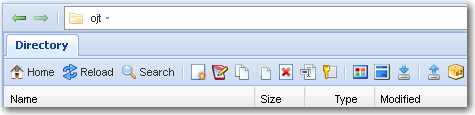 ojt
Directory
Home Reload Search
Name Size Type Modified